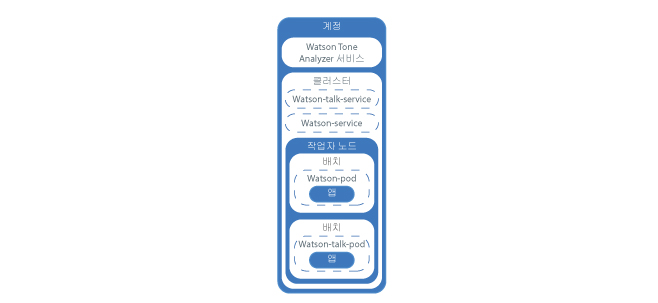 계정
Watson Tone
Analyzer 서비스
클러스터
Watson-talk-service
Watson-service
작업자 노드
배치
Watson-pod
앱
배치
Watson-talk-pod
앱